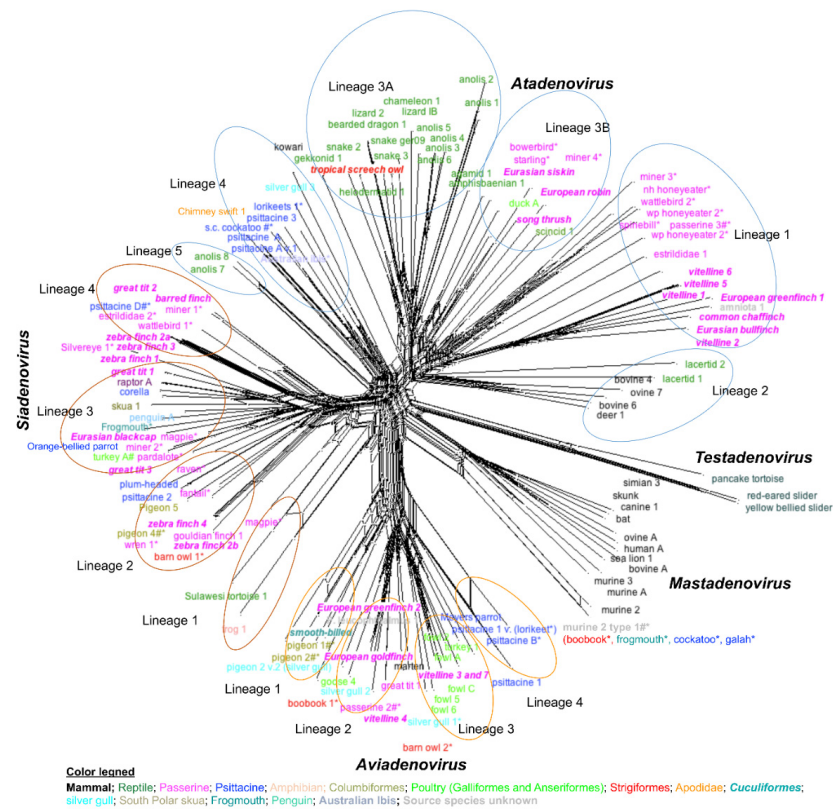 Lineage 3A
Atadenovirus
anolis 2
chameleon 1
lizard 2
lizard IB
anolis 1
bearded dragon 1
anolis 5
Lineage 3B
snake ger09
anolis 4
snake 2
anolis 3
bowerbird*
miner 4*
kowari
snake 3
anolis 6
starling*
gekkonid 1
Eurasian siskin
tropical screech owl
agamid 1
miner 3*
Lineage 4
silver gull 3
helodermatid 1
amphisbaenian 1
European robin
nh honeyeater*
duck A
wattlebird 2*
Chimney swift 1
lorikeets 1*
wp honeyeater 2*
psittacine 3
song thrush
spinebill*
passerine 3#*
s.c. cockatoo #*
scincid 1
wp honeyeater 2*
Lineage 1
psittacine A
psittacine A v.1
Lineage 5
anolis 8
Australian Ibis*
estrildidae 1
anolis 7
vitelline 6
Lineage 4
great tit 2
vitelline 5
barred finch
vitelline 1
European greenfinch 1
psittacine D#*
miner 1*
amniota 1
estrildidae 2*
common chaffinch
wattlebird 1*
Eurasian bullfinch
zebra finch 2a
vitelline 2
Silvereye 1*
zebra finch 3
zebra finch 1
lacertid 2
great tit 1
bovine 4
lacertid 1
raptor A
corella
ovine 7
Siadenovirus
skua 1
bovine 6
Lineage 2
Lineage 3
penguin A
deer 1
Frogmouth*
Eurasian blackcap
magpie*
Orange-bellied parrot
miner 2*
turkey A#
pardalote*
Testadenovirus
great tit 3
raven*
simian 3
pancake tortoise
plum-headed
skunk
psittacine 2
fantail*
canine 1
red-eared slider
Pigeon 5
bat
yellow bellied slider
zebra finch 4
pigeon 4#*
gouldian finch 1
magpie*
ovine A
wren 1*
zebra finch 2b
human A
barn owl 1*
sea lion 1
Lineage 2
bovine A
Mastadenovirus
Sulawesi tortoise 1
murine 3
murine A
Lineage 1
European greenfinch 2
murine 2
frog 1
Meyers parrot
murine 2 type 1#*
smooth-billed
psittacine 1 v. (lorikeet*)
(boobook*, frogmouth*, cockatoo*, galah*
pigeon 1#*
turkey 1
psittacine B*
pigeon 2#*
European goldfinch
fowl A
pigeon 2 v.2 (silver gull)
marten
vitelline 3 and 7
Lineage 1
goose 4
great tit 1
fowl C
psittacine 1
silver gull 2
fowl 5
Lineage 4
boobook 1*
passerine 2#*
fowl 6
Lineage 2
vitelline 4
silver gull 1*
Lineage 3
barn owl 2*
Aviadenovirus
Color legned
Mammal; Reptile; Passerine; Psittacine; Amphibian; Columbiformes; Poultry (Galliformes and Anseriformes); Strigiformes; Apodidae; Cuculiformes;
silver gull; South Polar skua; Frogmouth; Penguin; Australian Ibis; Source species unknown